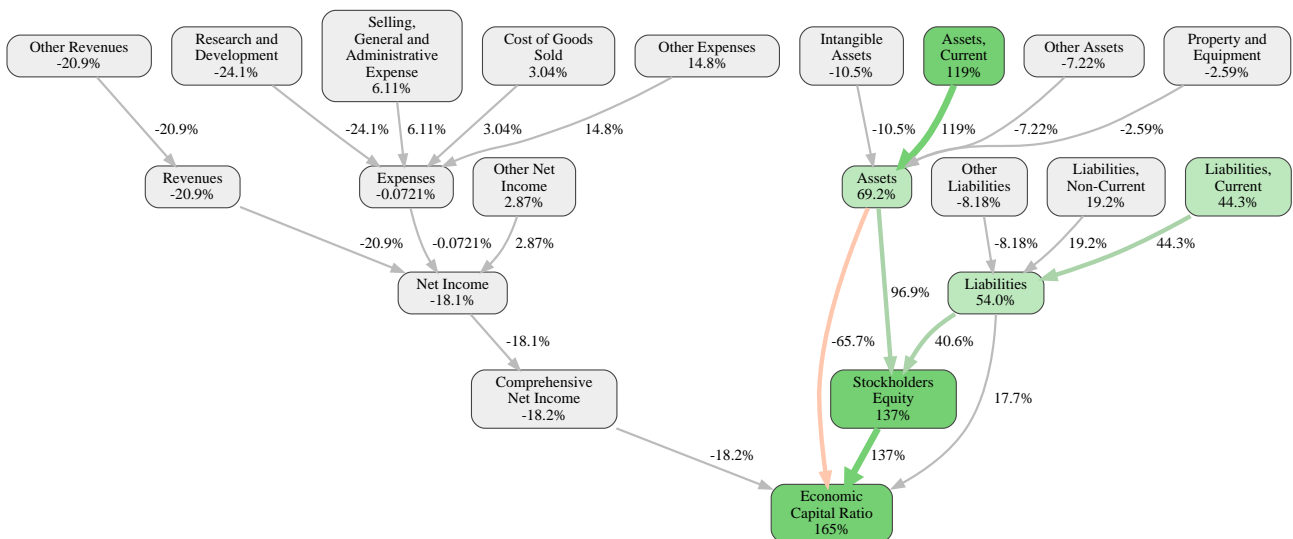 Other Revenues
-20.9%
Research and
Development
-24.1%
Selling,
General and
Administrative
Expense
6.11%
Cost of Goods
Sold
3.04%
Other Expenses
14.8%
Intangible
Assets
-10.5%
Assets,
Current
119%
Other Assets
-7.22%
Property and
Equipment
-2.59%
-20.9%
-24.1%
6.11%
3.04%
14.8%
-10.5%
119%
-7.22%
-2.59%
Revenues
-20.9%
Expenses
-0.0721%
Other Net
Income
2.87%
Assets
69.2%
Other
Liabilities
-8.18%
Liabilities,
Non-Current
19.2%
Liabilities,
Current
44.3%
-20.9%
-0.0721%
2.87%
-8.18%
19.2%
44.3%
Net Income
-18.1%
96.9%
Liabilities
54.0%
-18.1%
-65.7%
40.6%
Comprehensive
Net Income
-18.2%
Stockholders
Equity
137%
17.7%
-18.2%
137%
Economic
Capital Ratio
165%